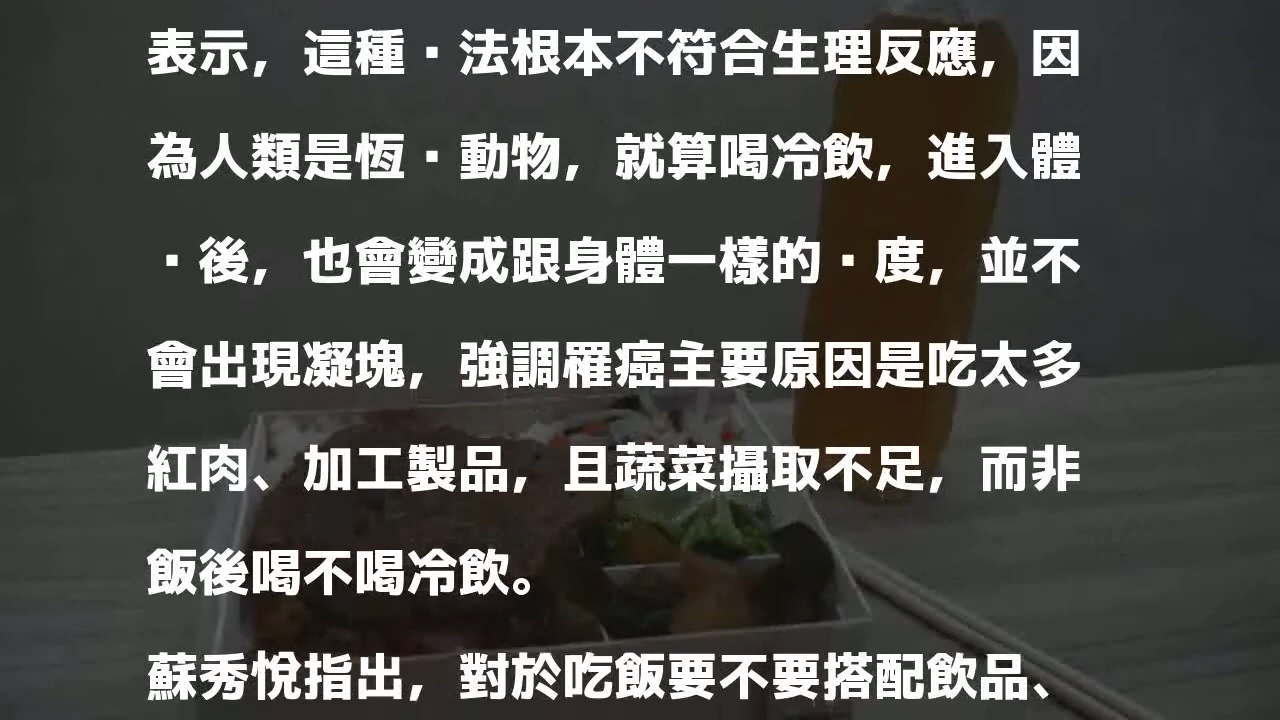 表示，這種▪法根本不符合生理反應，因
為人類是恆▪動物，就算喝冷飲，進入體
▪後，也會變成跟身體一樣的▪度，並不
會出現凝塊，強調罹癌主要原因是吃太多
紅肉、加工製品，且蔬菜攝取不足，而非
飯後喝不喝冷飲。
蘇秀悅指出，對於吃飯要不要搭配飲品、